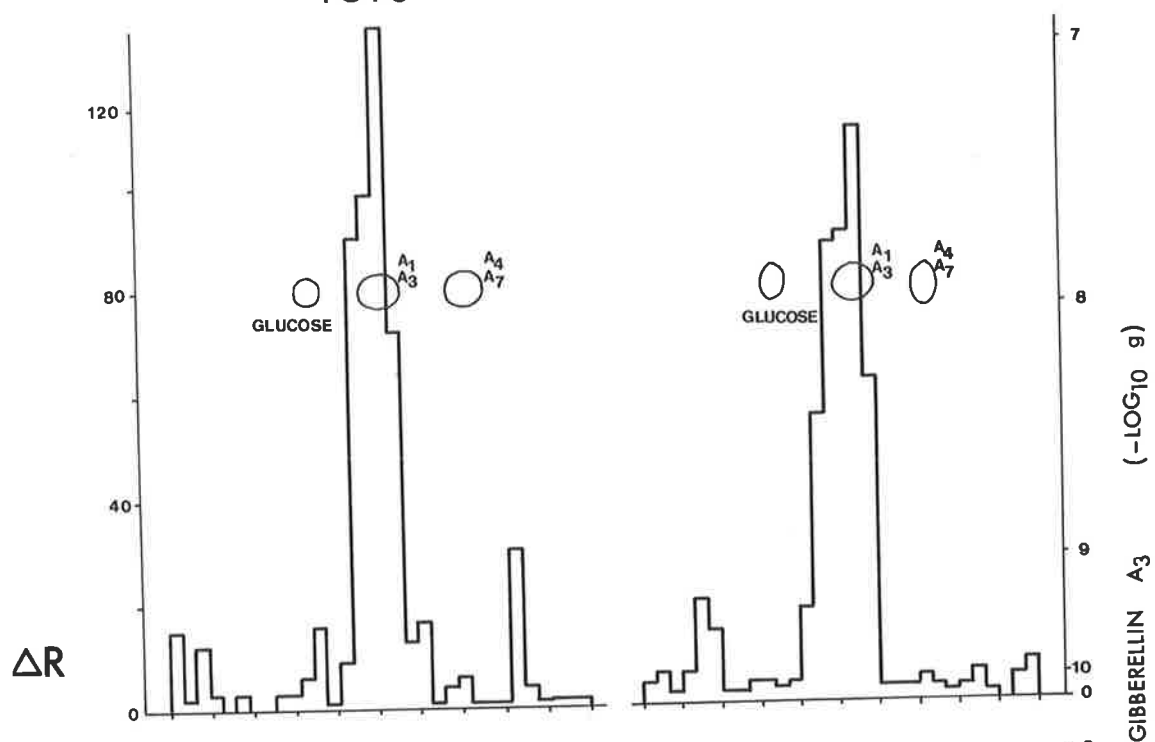 120
80
40
0
ΔR
GLUCOSE
A1
A3
A4
A7
GLUCOSE
A1
A3
A4
A7
7
8
9
10
0
GIBBERELLIN A3 (-LOG10 g)